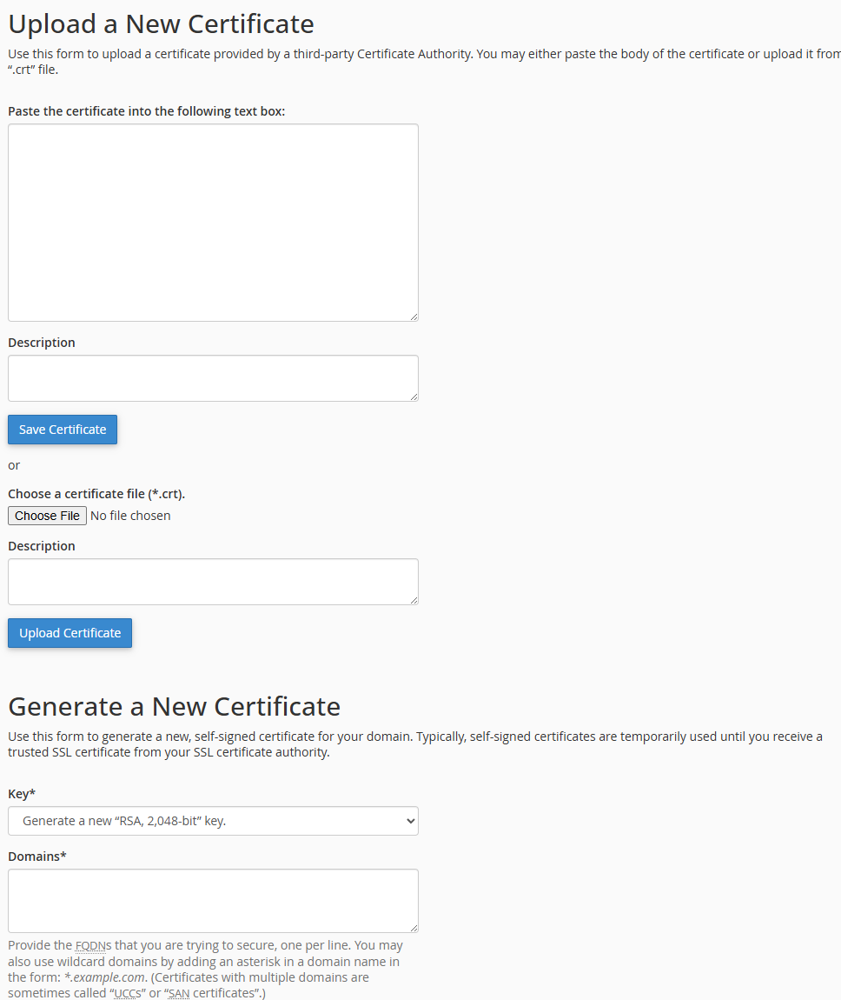 Upload a New Certificate
Use this form to upload a certificate provided by a third-party Certificate Authority. You may either paste the body of the certificate or upload it from
“.crt” file.
Paste the certificate into the following text box:
Description
Save Certificate
or
Choose a certificate file (*.crt).
Choose File No file chosen
Description
Upload Certificate
Generate a New Certificate
Use this form to generate a new, self-signed certificate for your domain. Typically, self-signed certificates are temporarily used until you receive a
trusted SSL certificate from your SSL certificate authority.
Key*
Generate a new “RSA, 2,048-bit” key.
Domains*
Provide the FQDNs that you are trying to secure, one per line. You may
also use wildcard domains by adding an asterisk in a domain name in
the form: *.example.com. (Certificates with multiple domains are
sometimes called “UCCs” or “SAN certificates”.)